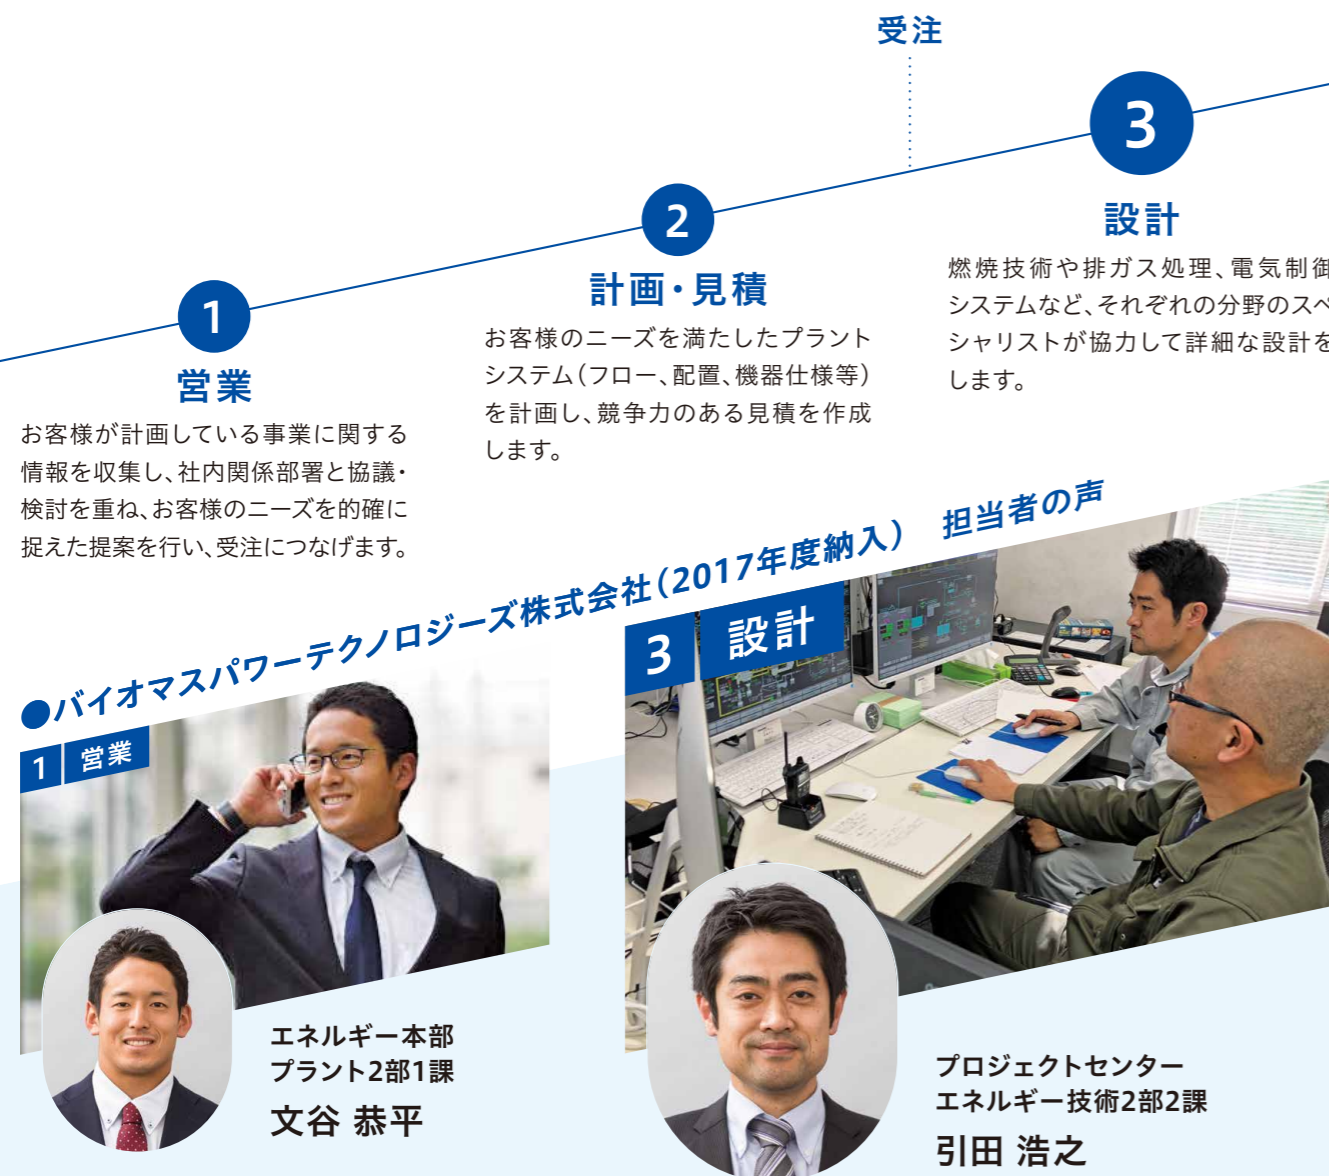 受注
1
営業
お客様が計画している事業に関する
情報を収集し、社内関係部署と協議・
検討を重ね、お客様のニーズを的確に
捉えた提案を行い、受注につなげます。
2
計画・見積
お客様のニーズを満たしたプラント
システム（フロー、配置、機器仕様等）
を計画し、競争力のある見積を作成
します。
3
設計
燃焼技術や排ガス処理、電気制御
システムなど、それぞれの分野のスペ
シャリストが協力して詳細な設計を
します。
●バイオマスパワーテクノロジーズ株式会社（2017年度納入）　担当者の声
1 営業
エネルギー本部
プラント2部1課
文谷 恭平
3 設計
プロジェクトセンター
エネルギー技術2部2課
引田 浩之